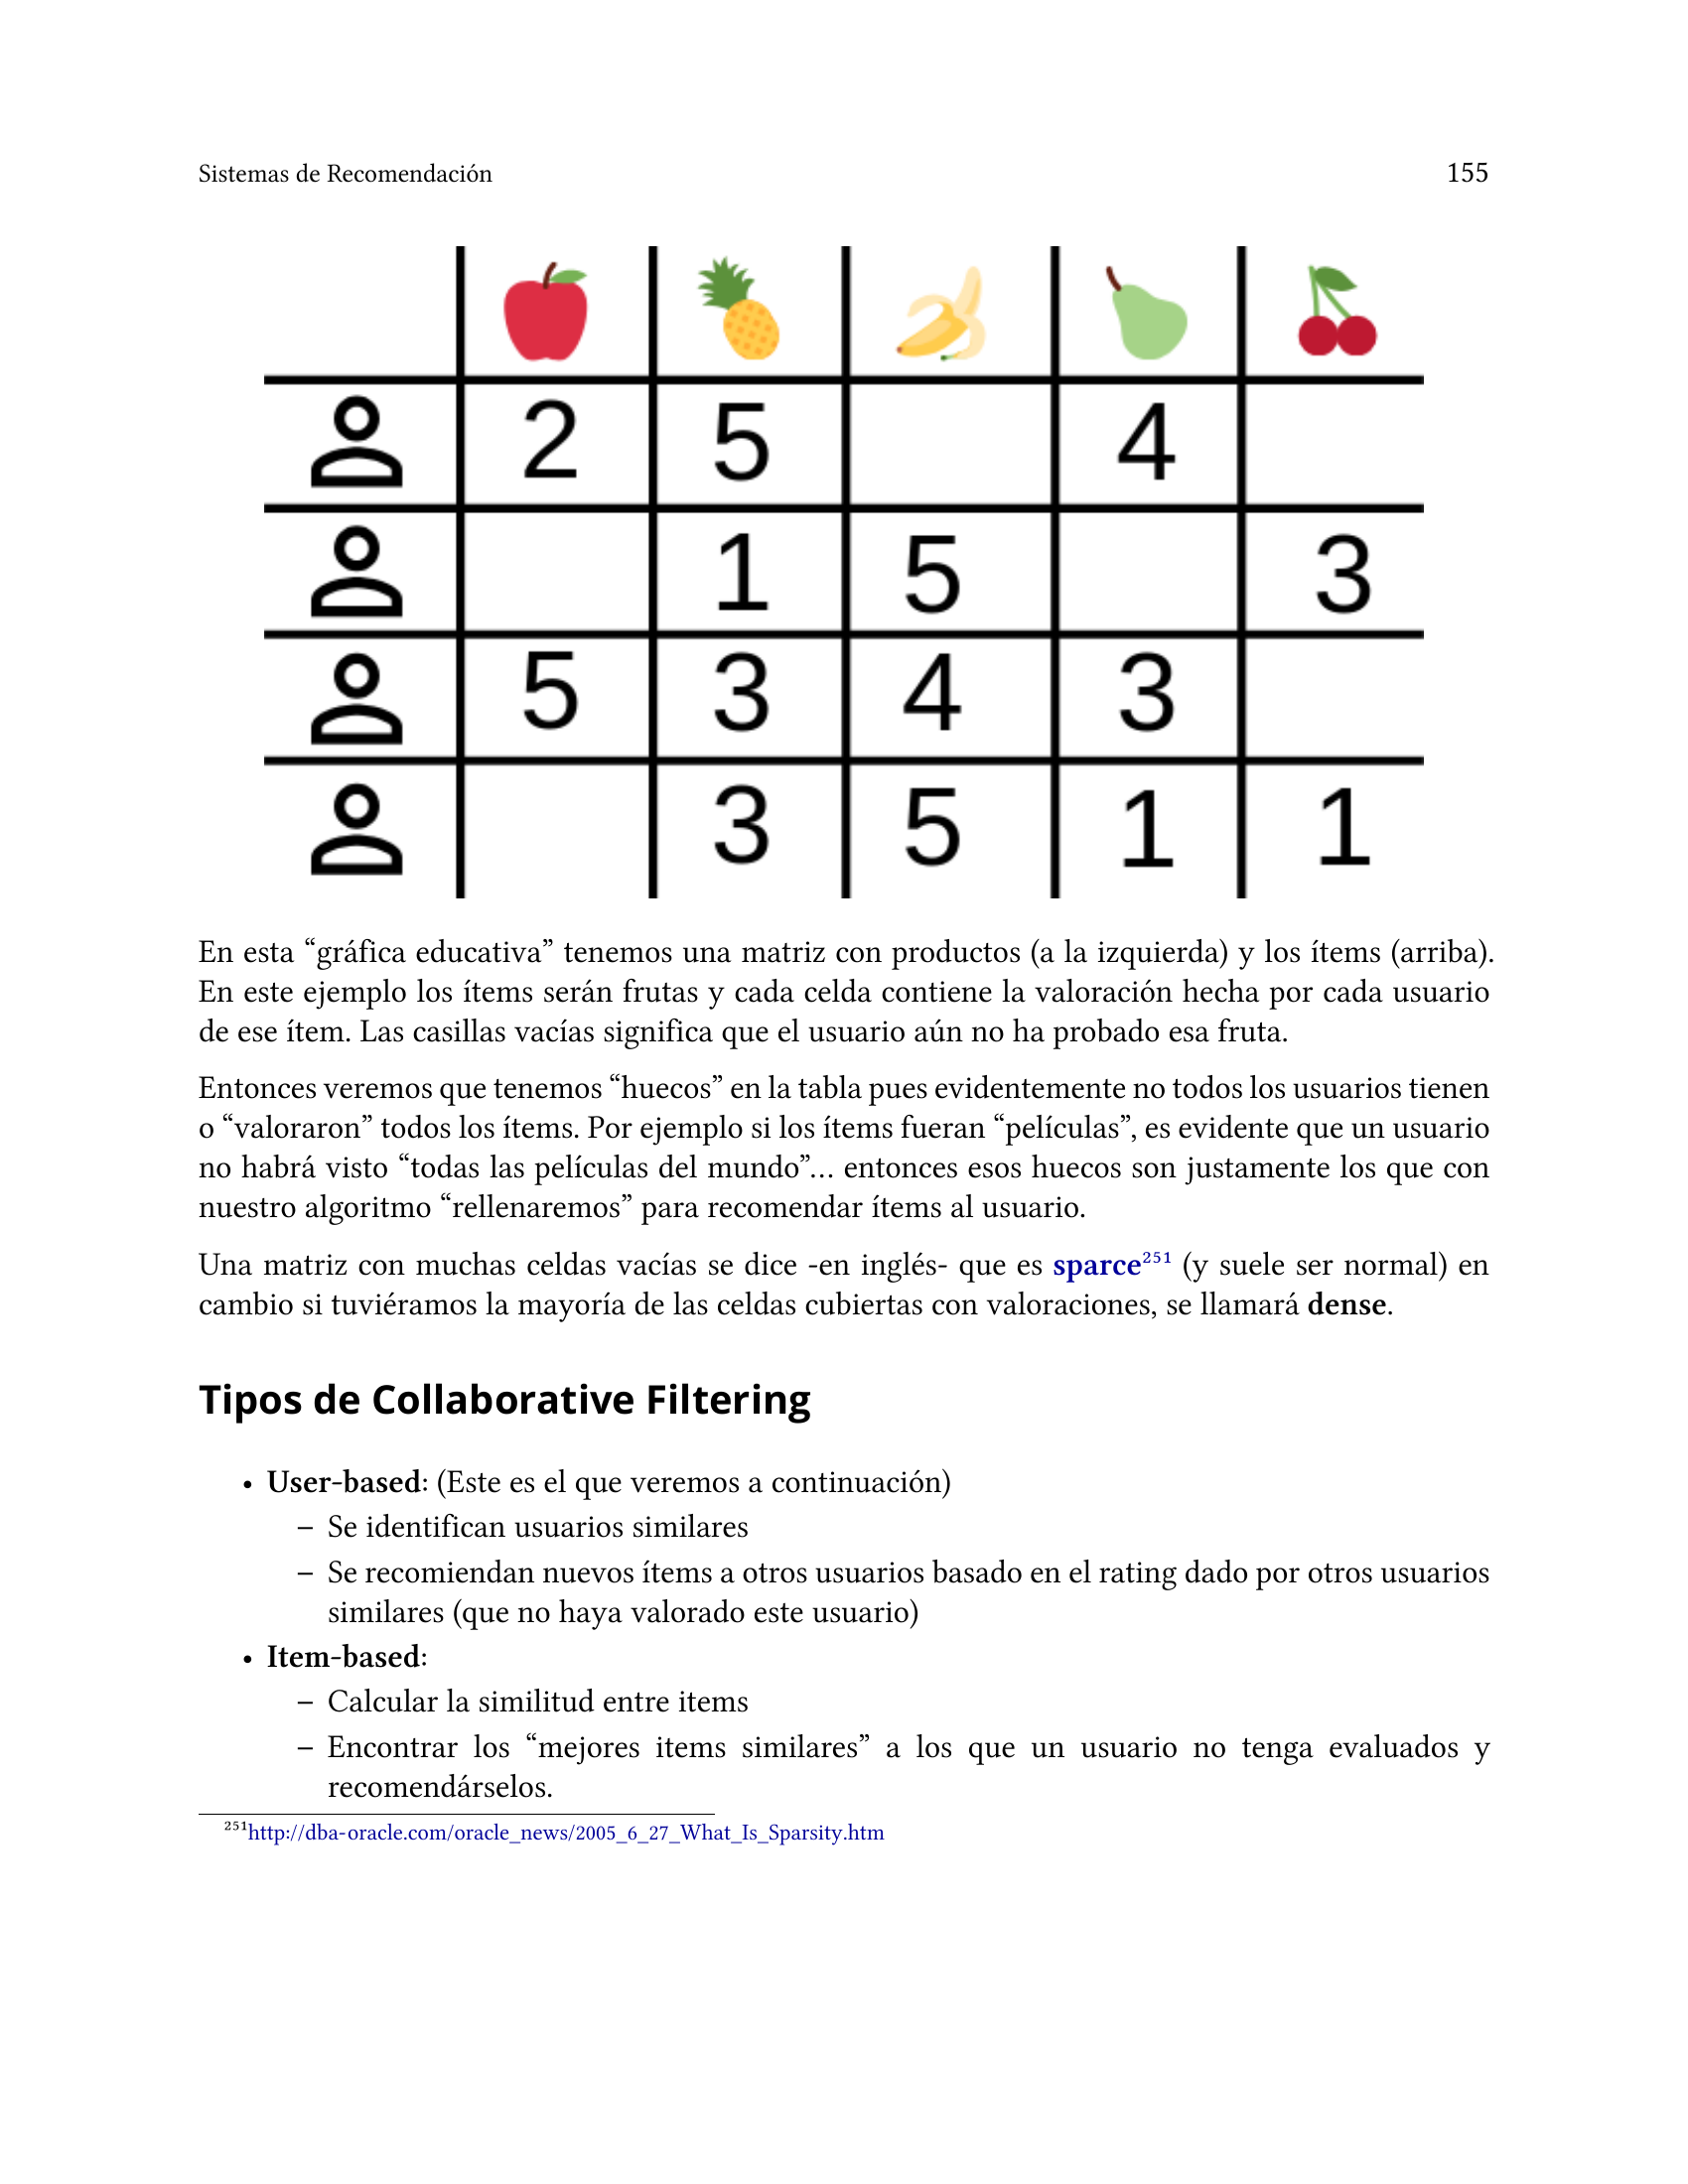 Sistemas de Recomendación 155
2 5 4
1 5 3
5 3 4 3
3 5 1 1
En esta “gráfica educativa” tenemos una matriz con productos (a la izquierda) y los ítems (arriba).
En este ejemplo los ítems serán frutas y cada celda contiene la valoración hecha por cada usuario
de ese ítem. Las casillas vacías significa que el usuario aún no ha probado esa fruta.
Entonces veremos que tenemos “huecos” en la tabla pues evidentemente no todos los usuarios tienen
o “valoraron” todos los ítems. Por ejemplo si los ítems fueran “películas”, es evidente que un usuario
no habrá visto “todas las películas del mundo”… entonces esos huecos son justamente los que con
nuestro algoritmo “rellenaremos” para recomendar ítems al usuario.
Una matriz con muchas celdas vacías se dice -en inglés- que es sparce²⁵¹ (y suele ser normal) en
cambio si tuviéramos la mayoría de las celdas cubiertas con valoraciones, se llamará dense.
Tipos de Collaborative Filtering
• User-based: (Este es el que veremos a continuación)
– Se identifican usuarios similares
– Se recomiendan nuevos ítems a otros usuarios basado en el rating dado por otros usuarios
similares (que no haya valorado este usuario)
• Item-based:
– Calcular la similitud entre items
– Encontrar los “mejores items similares” a los que un usuario no tenga evaluados y
recomendárselos.
²⁵¹http://dba-oracle.com/oracle_news/2005_6_27_What_Is_Sparsity.htm